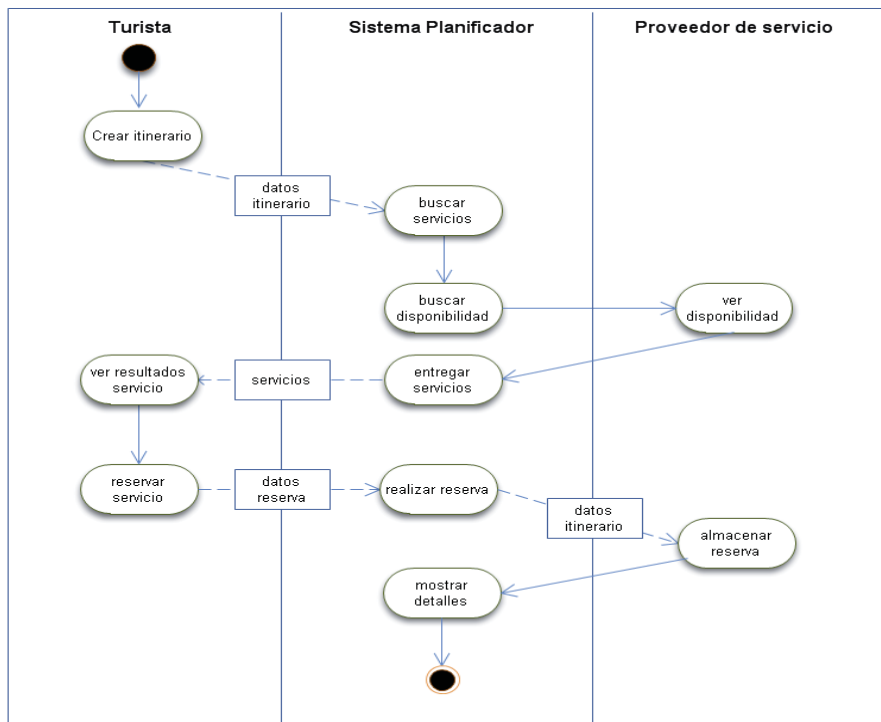 Turista
Sistema Planificador
Proveedor de servicio
Crear itinerario
datos
itinerario
buscar
servicios
buscar
disponibilidad
ver
disponibilidad
ver resultados
servicio
servicios
entregar
servicios
reservar
servicio
datos
reserva
realizar reserva
datos
itinerario
almacenar
reserva
mostrar
detalles